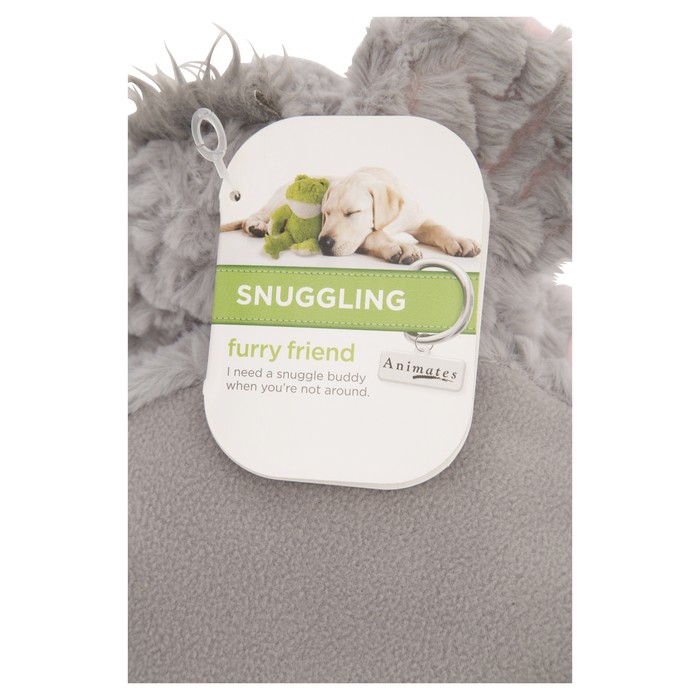 SNUGGLING
furry friend
I need a snuggle buddy
when you're not around.
Animates